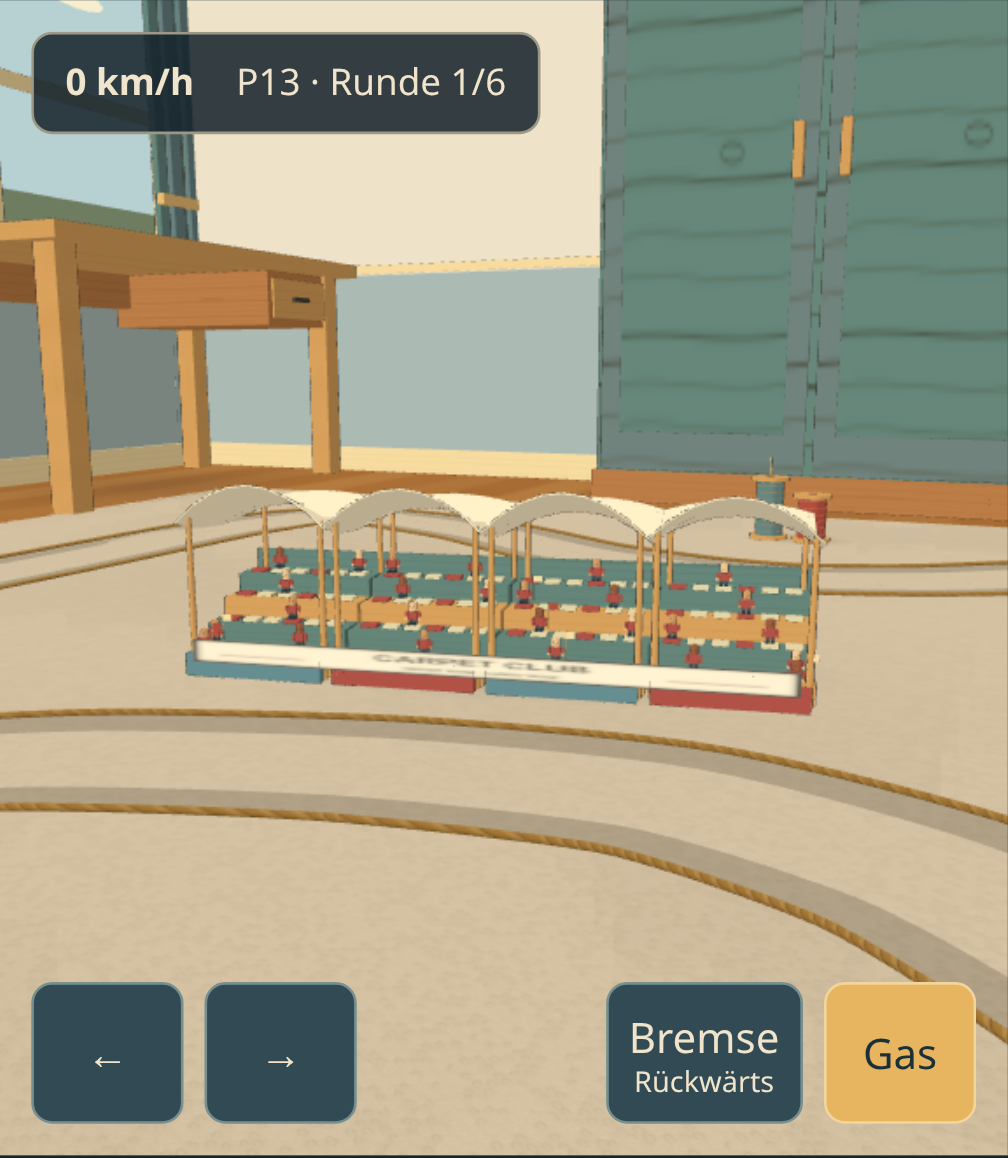 0 km/h P13 · Runde 1/6
CARPET CLUB
← →
Bremse
Rückwärts
Gas